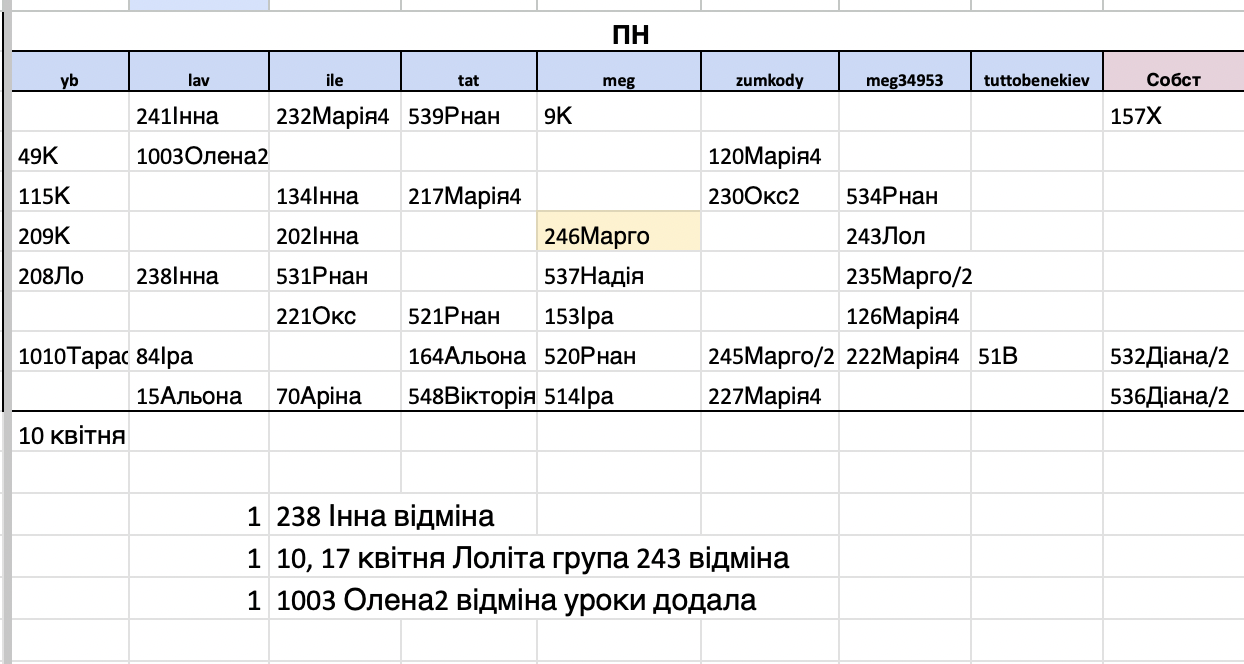 ПН
yb lav ile tat meg zumkody meg34953 tuttobenekiev Собст
241Інна 232Марія4 539Рнан 9К 157Х
49К 1003Олена2 120Марія4
115К 134Інна 217Марія4 230Окс2 534Рнан
209К 202Інна 246Марго 243Лол
208Ло 238Інна 531Рнан 537Надія 235Марго/2
221Окс 521Рнан 153Іра 126Марія4
1010Тарас 84Іра 164Альона 520Рнан 245Марго/2 222Марія4 51В 532Діана/2
15Альона 70Аріна 548Вікторія 514Іра 227Марія4 536Діана/2
10 квітня
1 238 Інна відміна
1 10, 17 квітня Лоліта група 243 відміна
1 1003 Олена2 відміна уроки додала